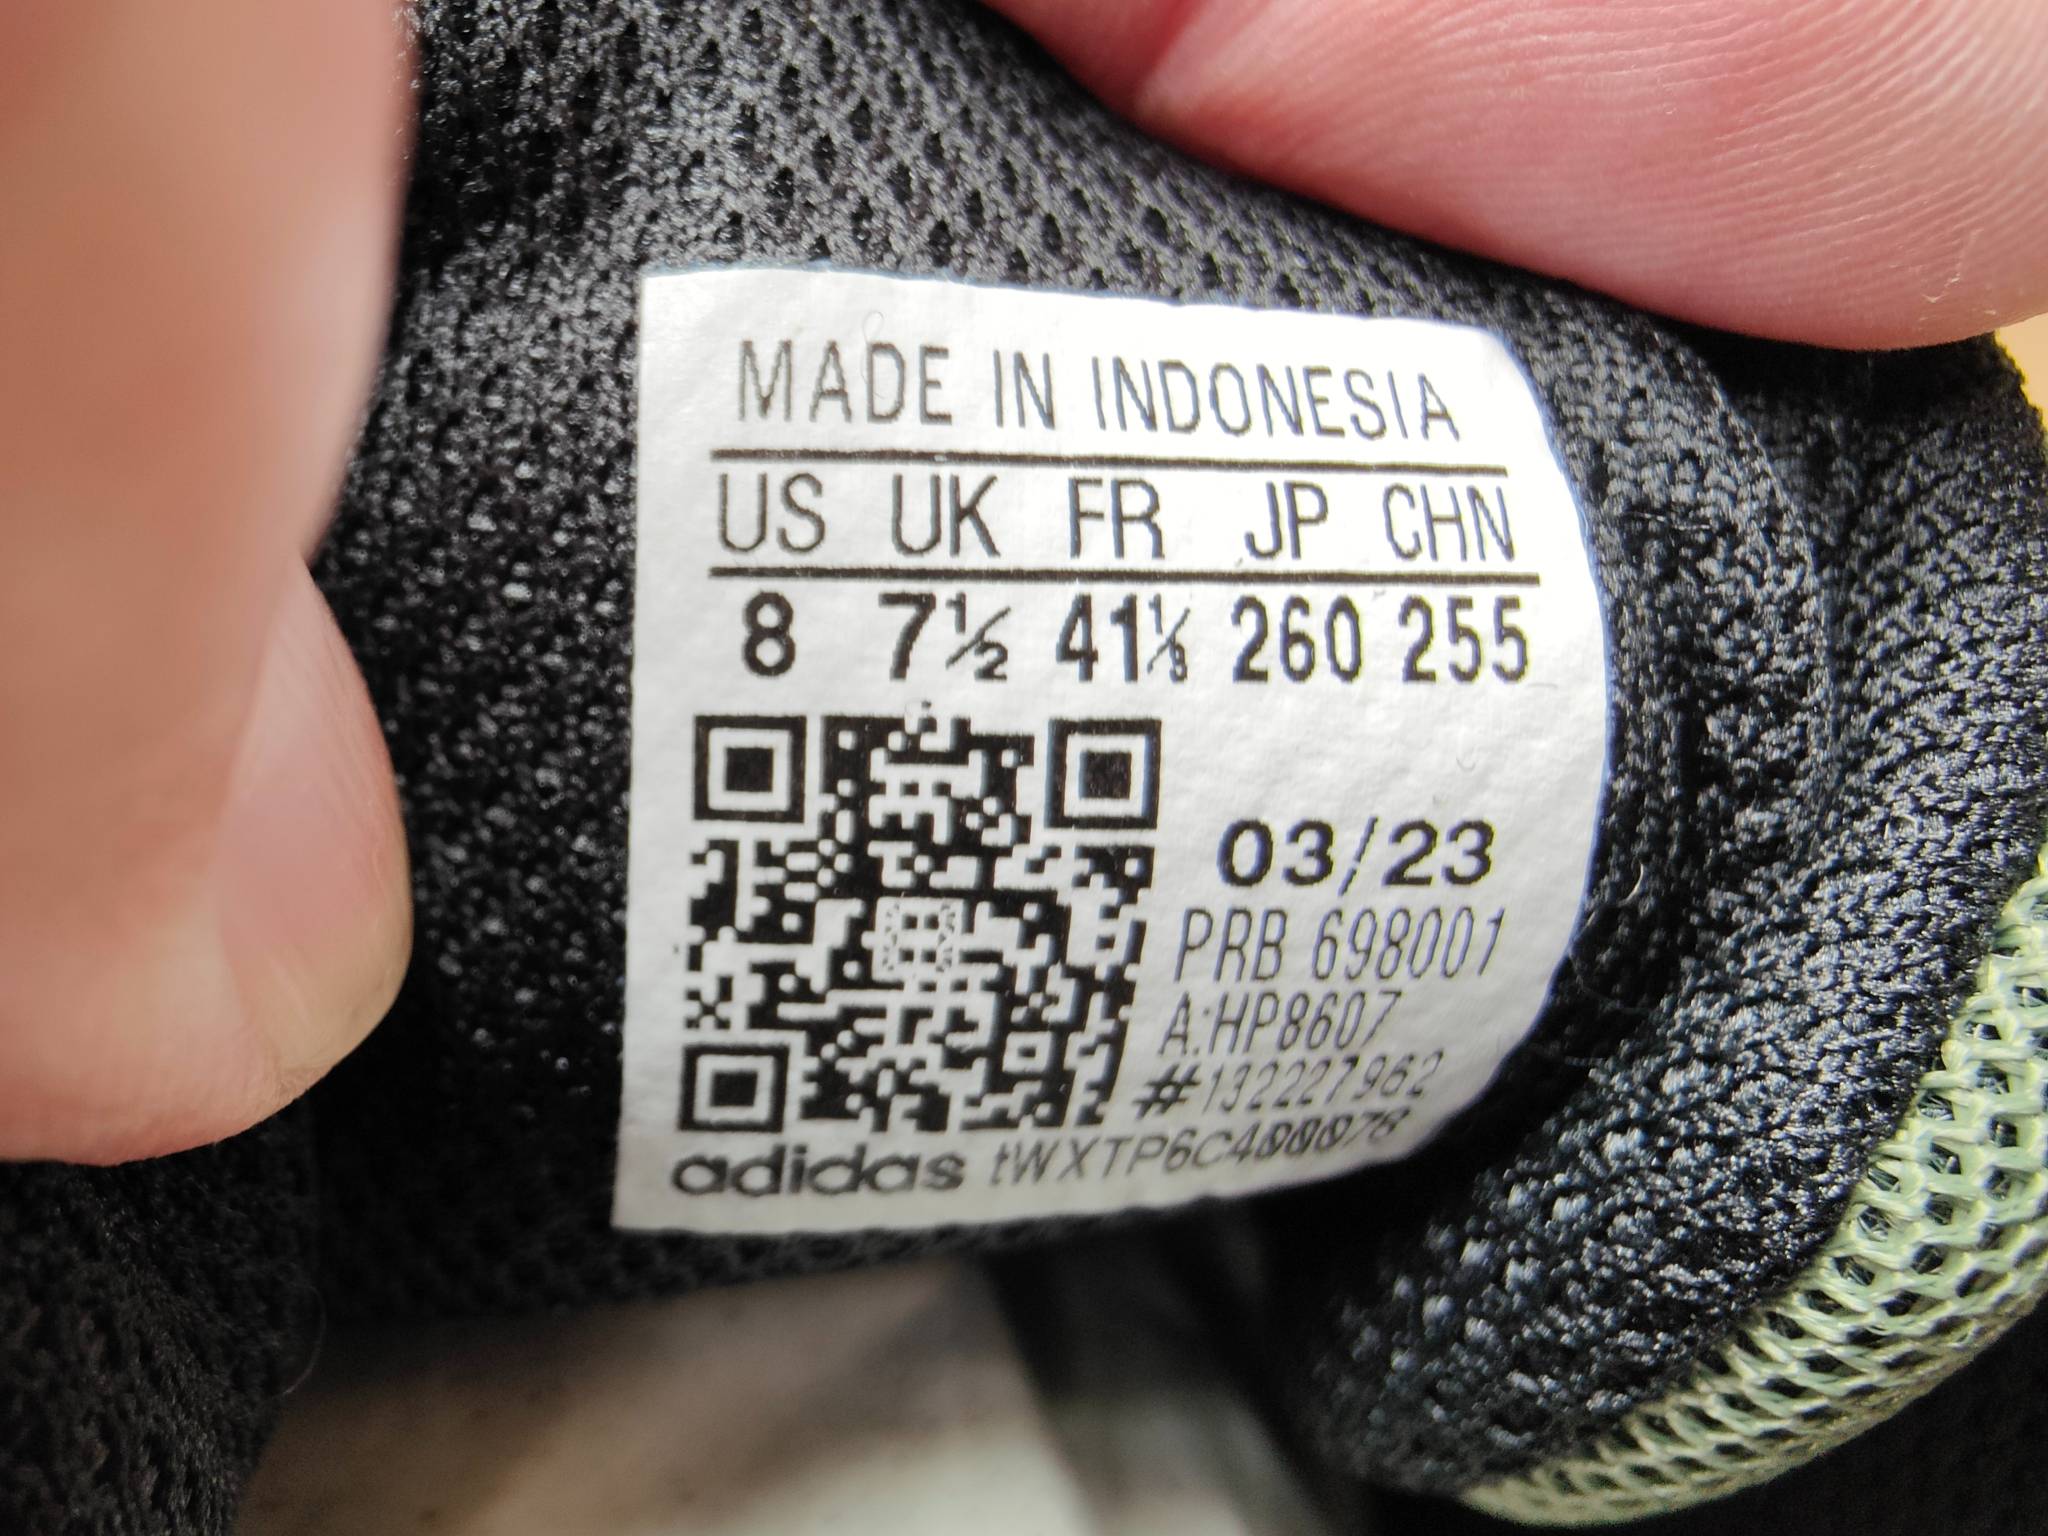 MADE IN INDONESIA
US UK FR JP CHN
8 7½ 41⅓ 260 255
03/23
PRB 698001
A:HP8607
#132227962
adidas tWXTP6C400078